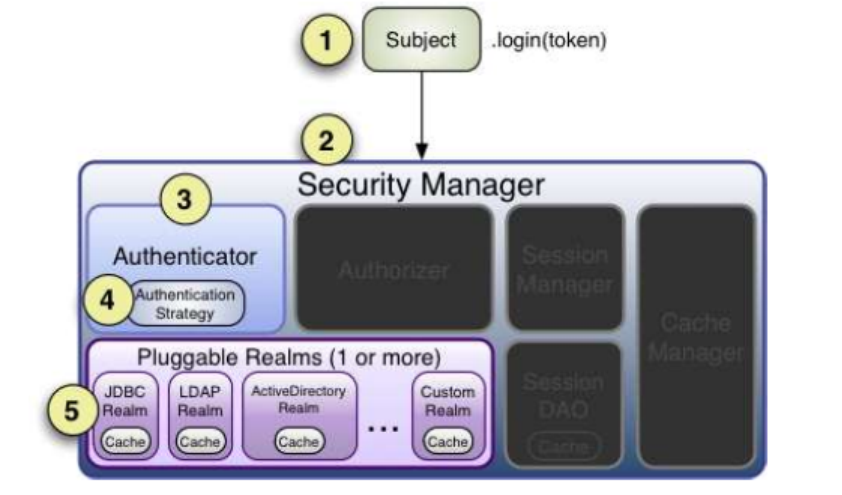 1
Subject
.login(token)
2
Security Manager
3
Authenticator
4
Authentication
Strategy
Authorizer
Session
Manager
Cache
Manager
Pluggable Realms (1 or more)
5
JDBC
Realm
Cache
LDAP
Realm
Cache
ActiveDirectory
Realm
Cache
...
Custom
Realm
Cache
Session
DAO
Cache